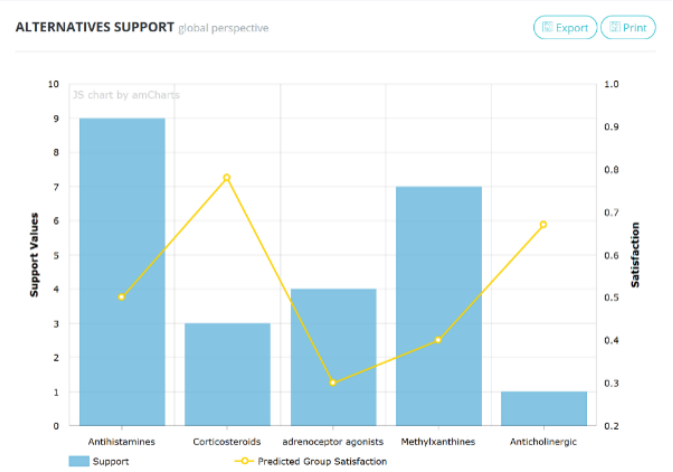 ALTERNATIVES SUPPORT global perspective
Export
Print
JS chart by amCharts
10
9
8
7
6
5
4
3
2
1
0
Support Values
1.0
0.9
0.8
0.7
0.6
0.5
0.4
0.3
0.2
Satisfaction
Antihistamines
Corticosteroids
adrenoceptor agonists
Methylxanthines
Anticholinergic
Support
Predicted Group Satisfaction